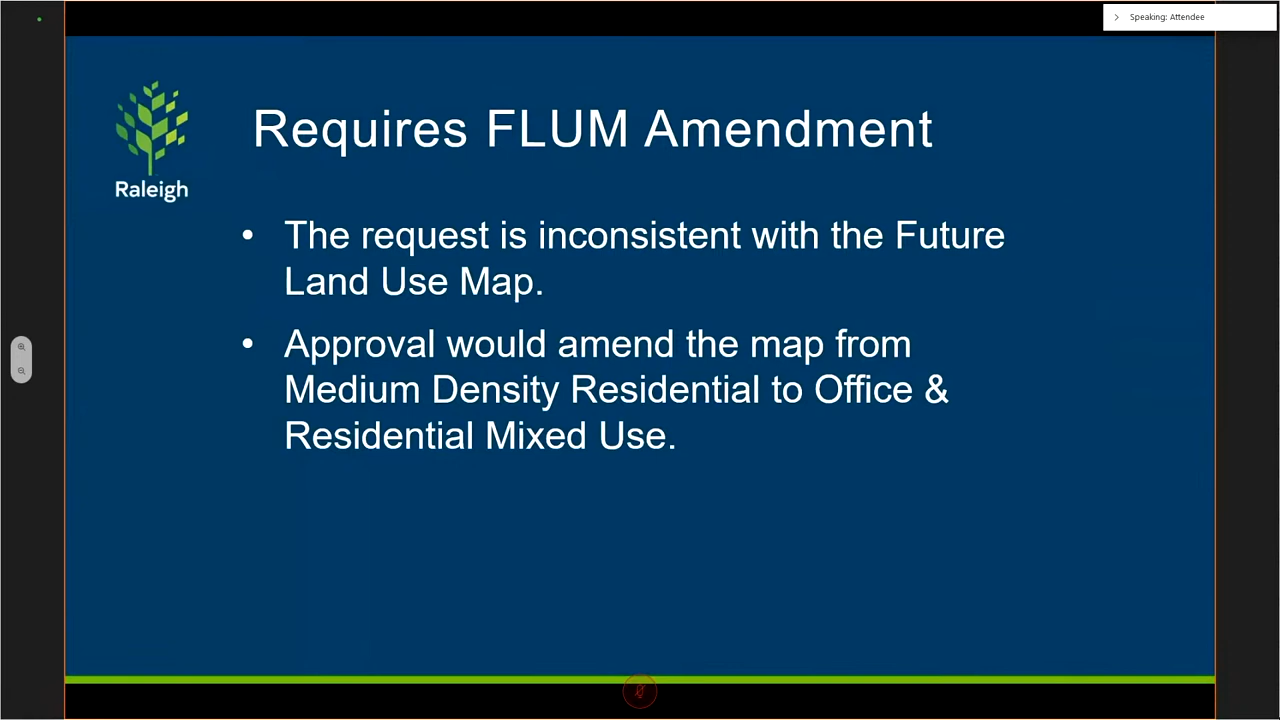 Speaking: Attendee
Requires FLUM Amendment
Raleigh
• The request is inconsistent with the Future
Land Use Map.
• Approval would amend the map from
Medium Density Residential to Office &
Residential Mixed Use.